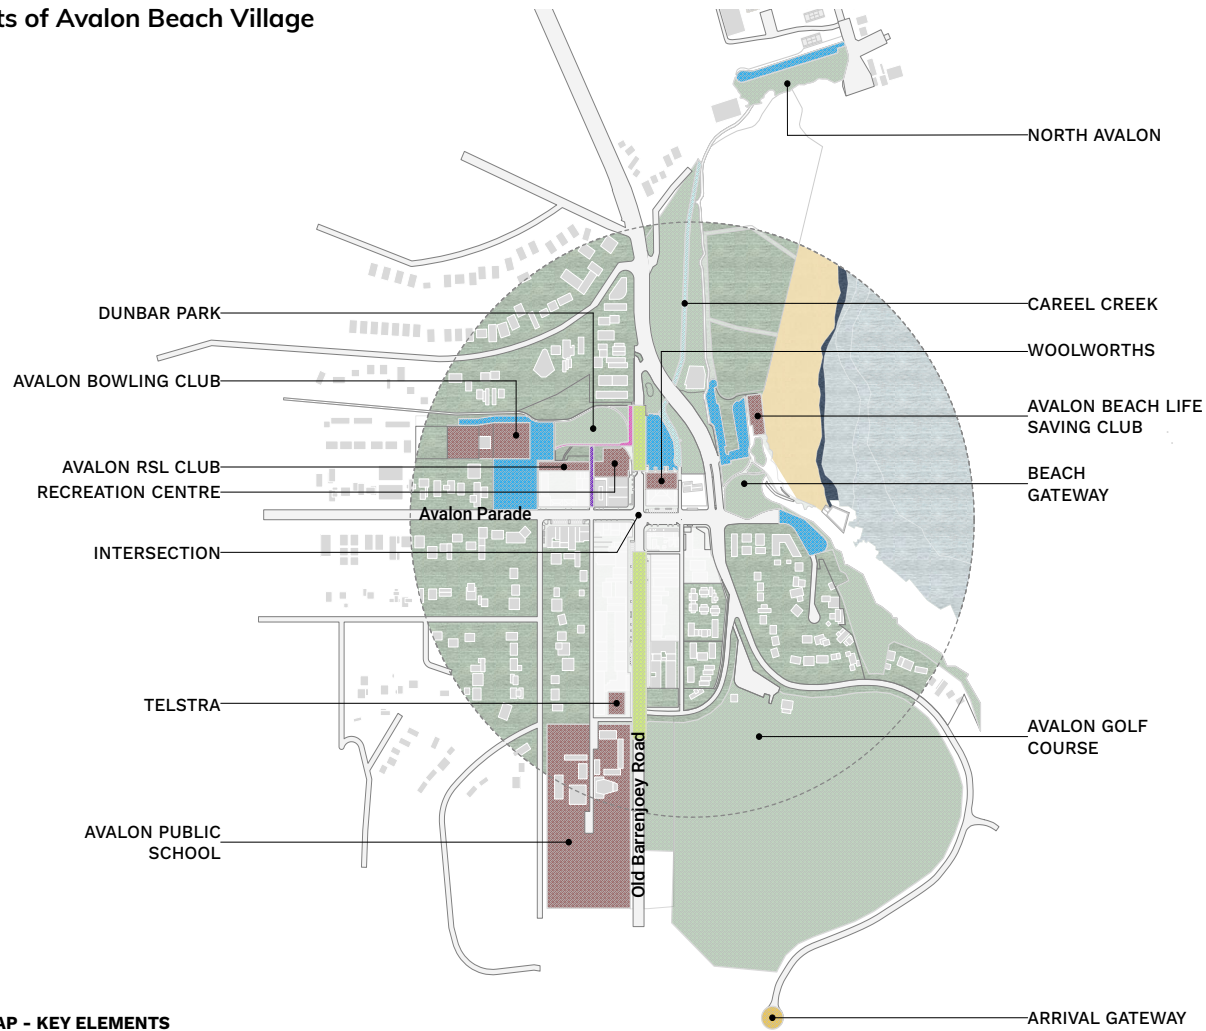 ts of Avalon Beach Village
NORTH AVALON
DUNBAR PARK
CAREEL CREEK
WOOLWORTHS
AVALON BOWLING CLUB
AVALON BEACH LIFE
SAVING CLUB
AVALON RSL CLUB
RECREATION CENTRE
BEACH
GATEWAY
Avalon Parade
INTERSECTION
TELSTRA
AVALON GOLF
COURSE
Old Barrenjoey Road
AVALON PUBLIC
SCHOOL
ARRIVAL GATEWAY
AP - KEY ELEMENTS